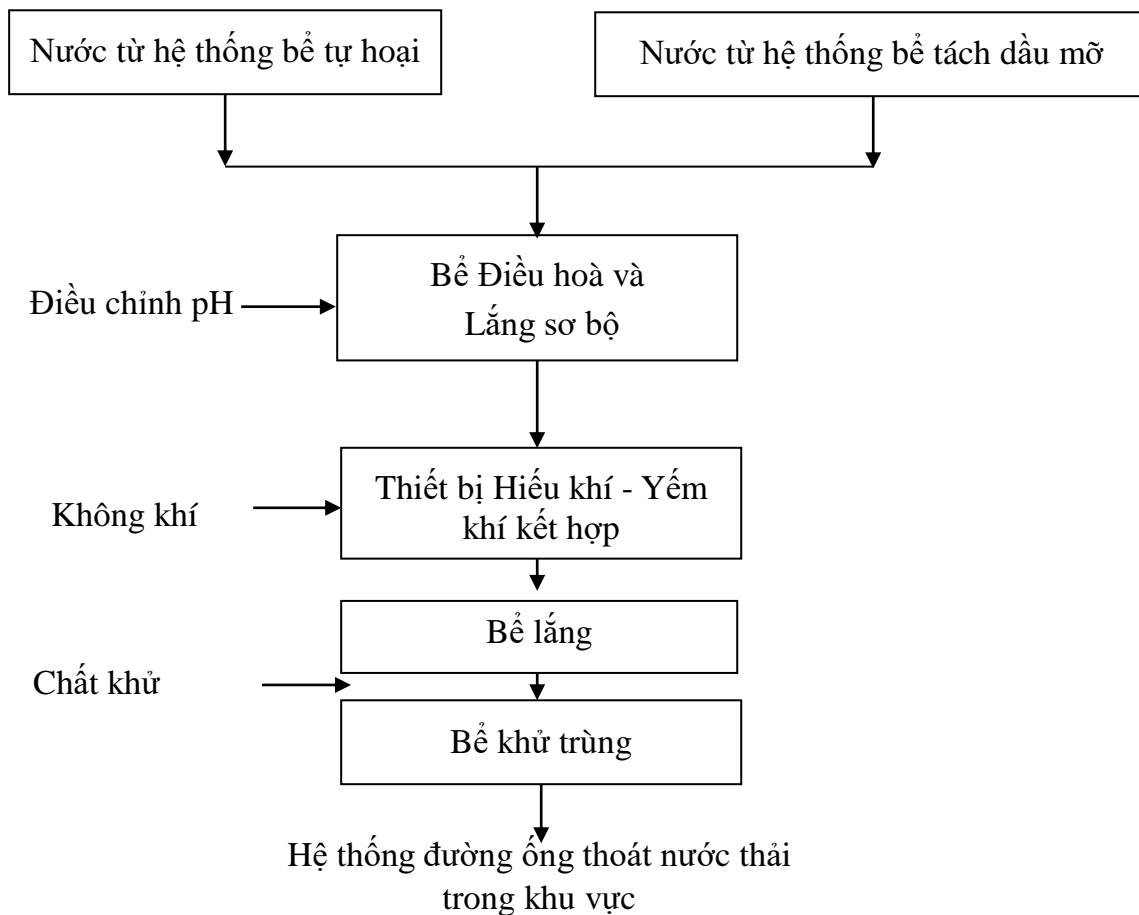 Nước từ hệ thống bể tự hoại
Nước từ hệ thống bể tách dầu mỡ
Bể Điều hoà và
Lắng sơ bộ
Điều chỉnh pH
Thiết bị Hiếu khí - Yếm
khí kết hợp
Không khí
Bể lắng
Chất khử
Bể khử trùng
Hệ thống đường ống thoát nước thải
trong khu vực